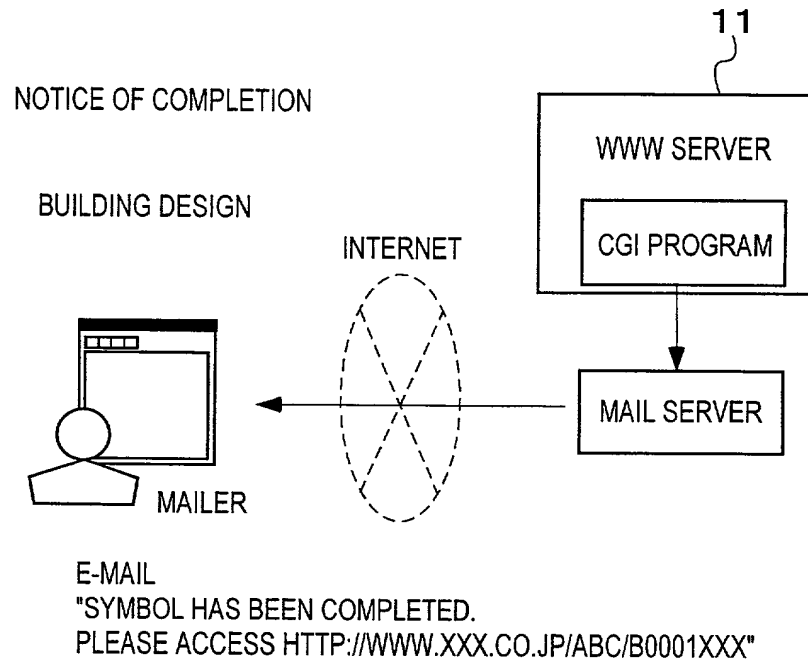 11
NOTICE OF COMPLETION
WWW SERVER
BUILDING DESIGN
CGI PROGRAM
INTERNET
MAIL SERVER
MAILER
E-MAIL
"SYMBOL HAS BEEN COMPLETED.
PLEASE ACCESS HTTP://WWW.XXX.CO.JP/ABC/B0001XXX"